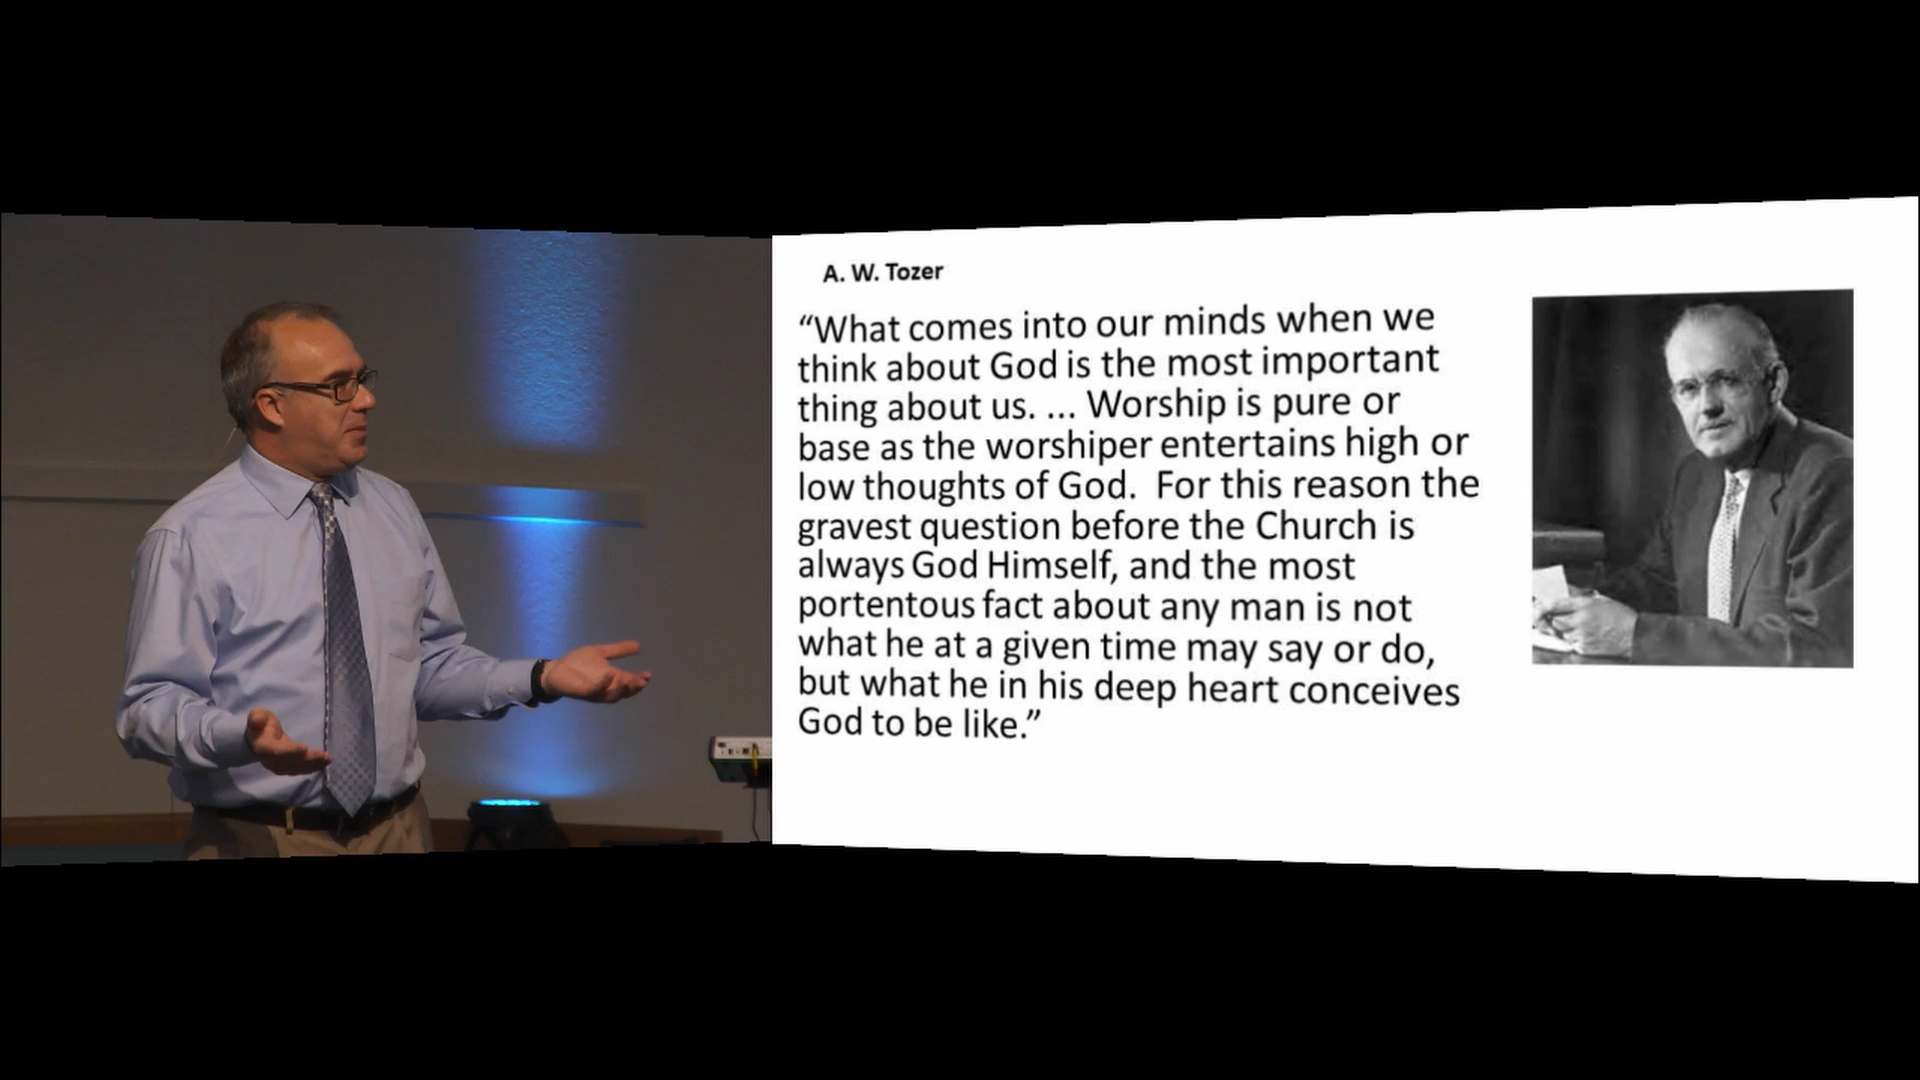 A. W. Tozer
“What comes into our minds when we
think about God is the most important
thing about us. ... Worship is pure or
base as the worshiper entertains high or
low thoughts of God.  For this reason the
gravest question before the Church is
always God Himself, and the most
portentous fact about any man is not
what he at a given time may say or do,
but what he in his deep heart conceives
God to be like.”